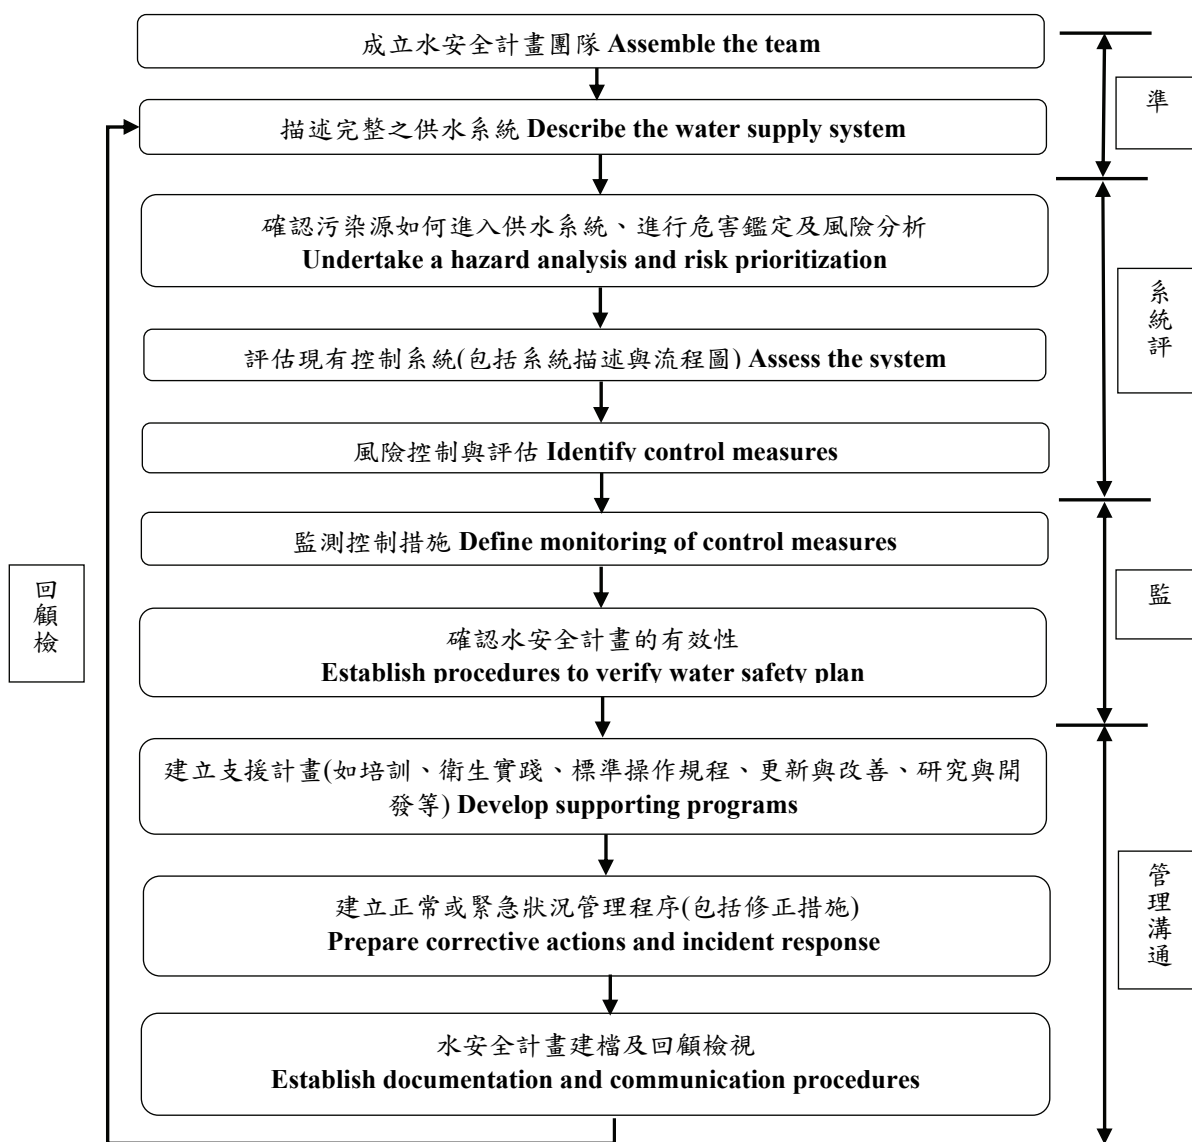 成立水安全計畫團隊 Assemble the team
描述完整之供水系統 Describe the water supply system
確認污染源如何進入供水系統、進行危害鑑定及風險分析
Undertake a hazard analysis and risk prioritization
評估現有控制系統(包括系統描述與流程圖) Assess the system
風險控制與評估 Identify control measures
監測控制措施 Define monitoring of control measures
確認水安全計畫的有效性
Establish procedures to verify water safety plan
建立支援計畫(如培訓、衛生實踐、標準操作規程、更新與改善、研究與開
發等) Develop supporting programs
建立正常或緊急狀況管理程序(包括修正措施)
Prepare corrective actions and incident response
水安全計畫建檔及回顧檢視
Establish documentation and communication procedures
回顧檢
準
系統評
監
管理溝通